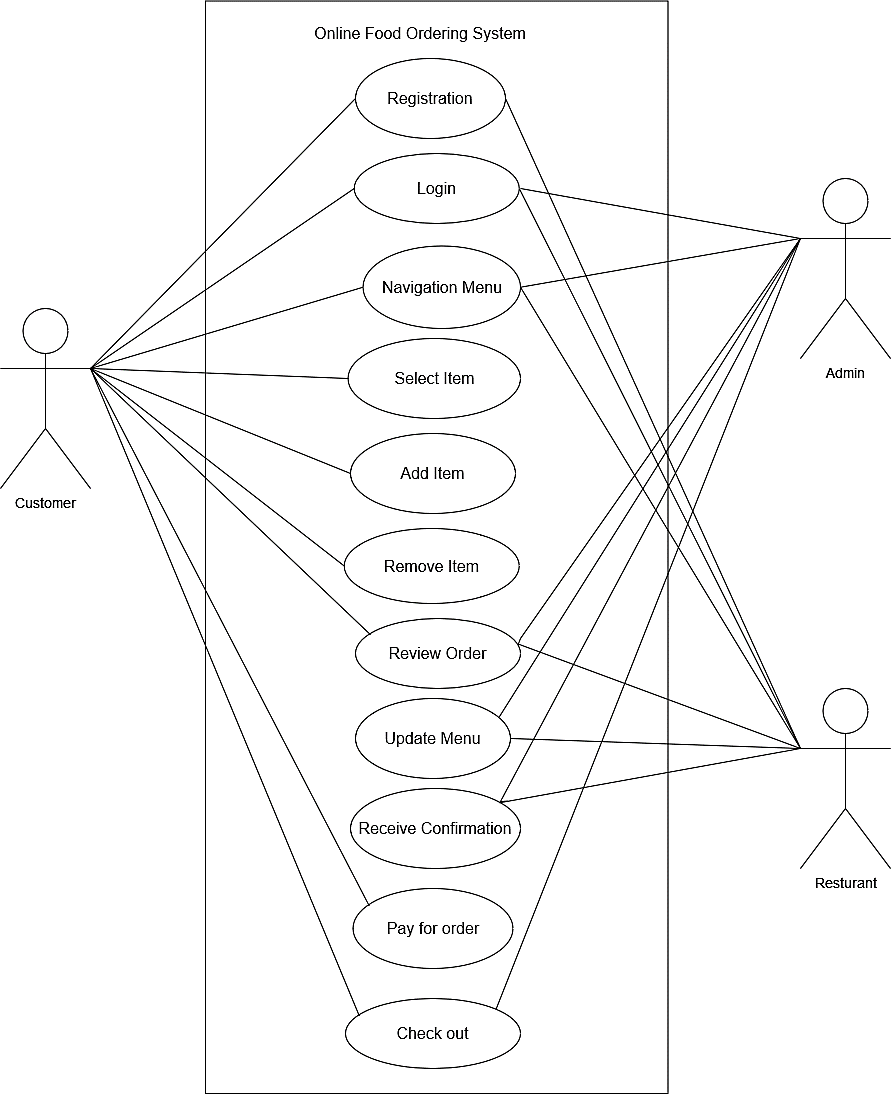 Online Food Ordering System
Registration
Login
Navigation Menu
Select Item
Add Item
Remove Item
Review Order
Update Menu
Receive Confirmation
Pay for order
Check out
Customer
Admin
Resturant